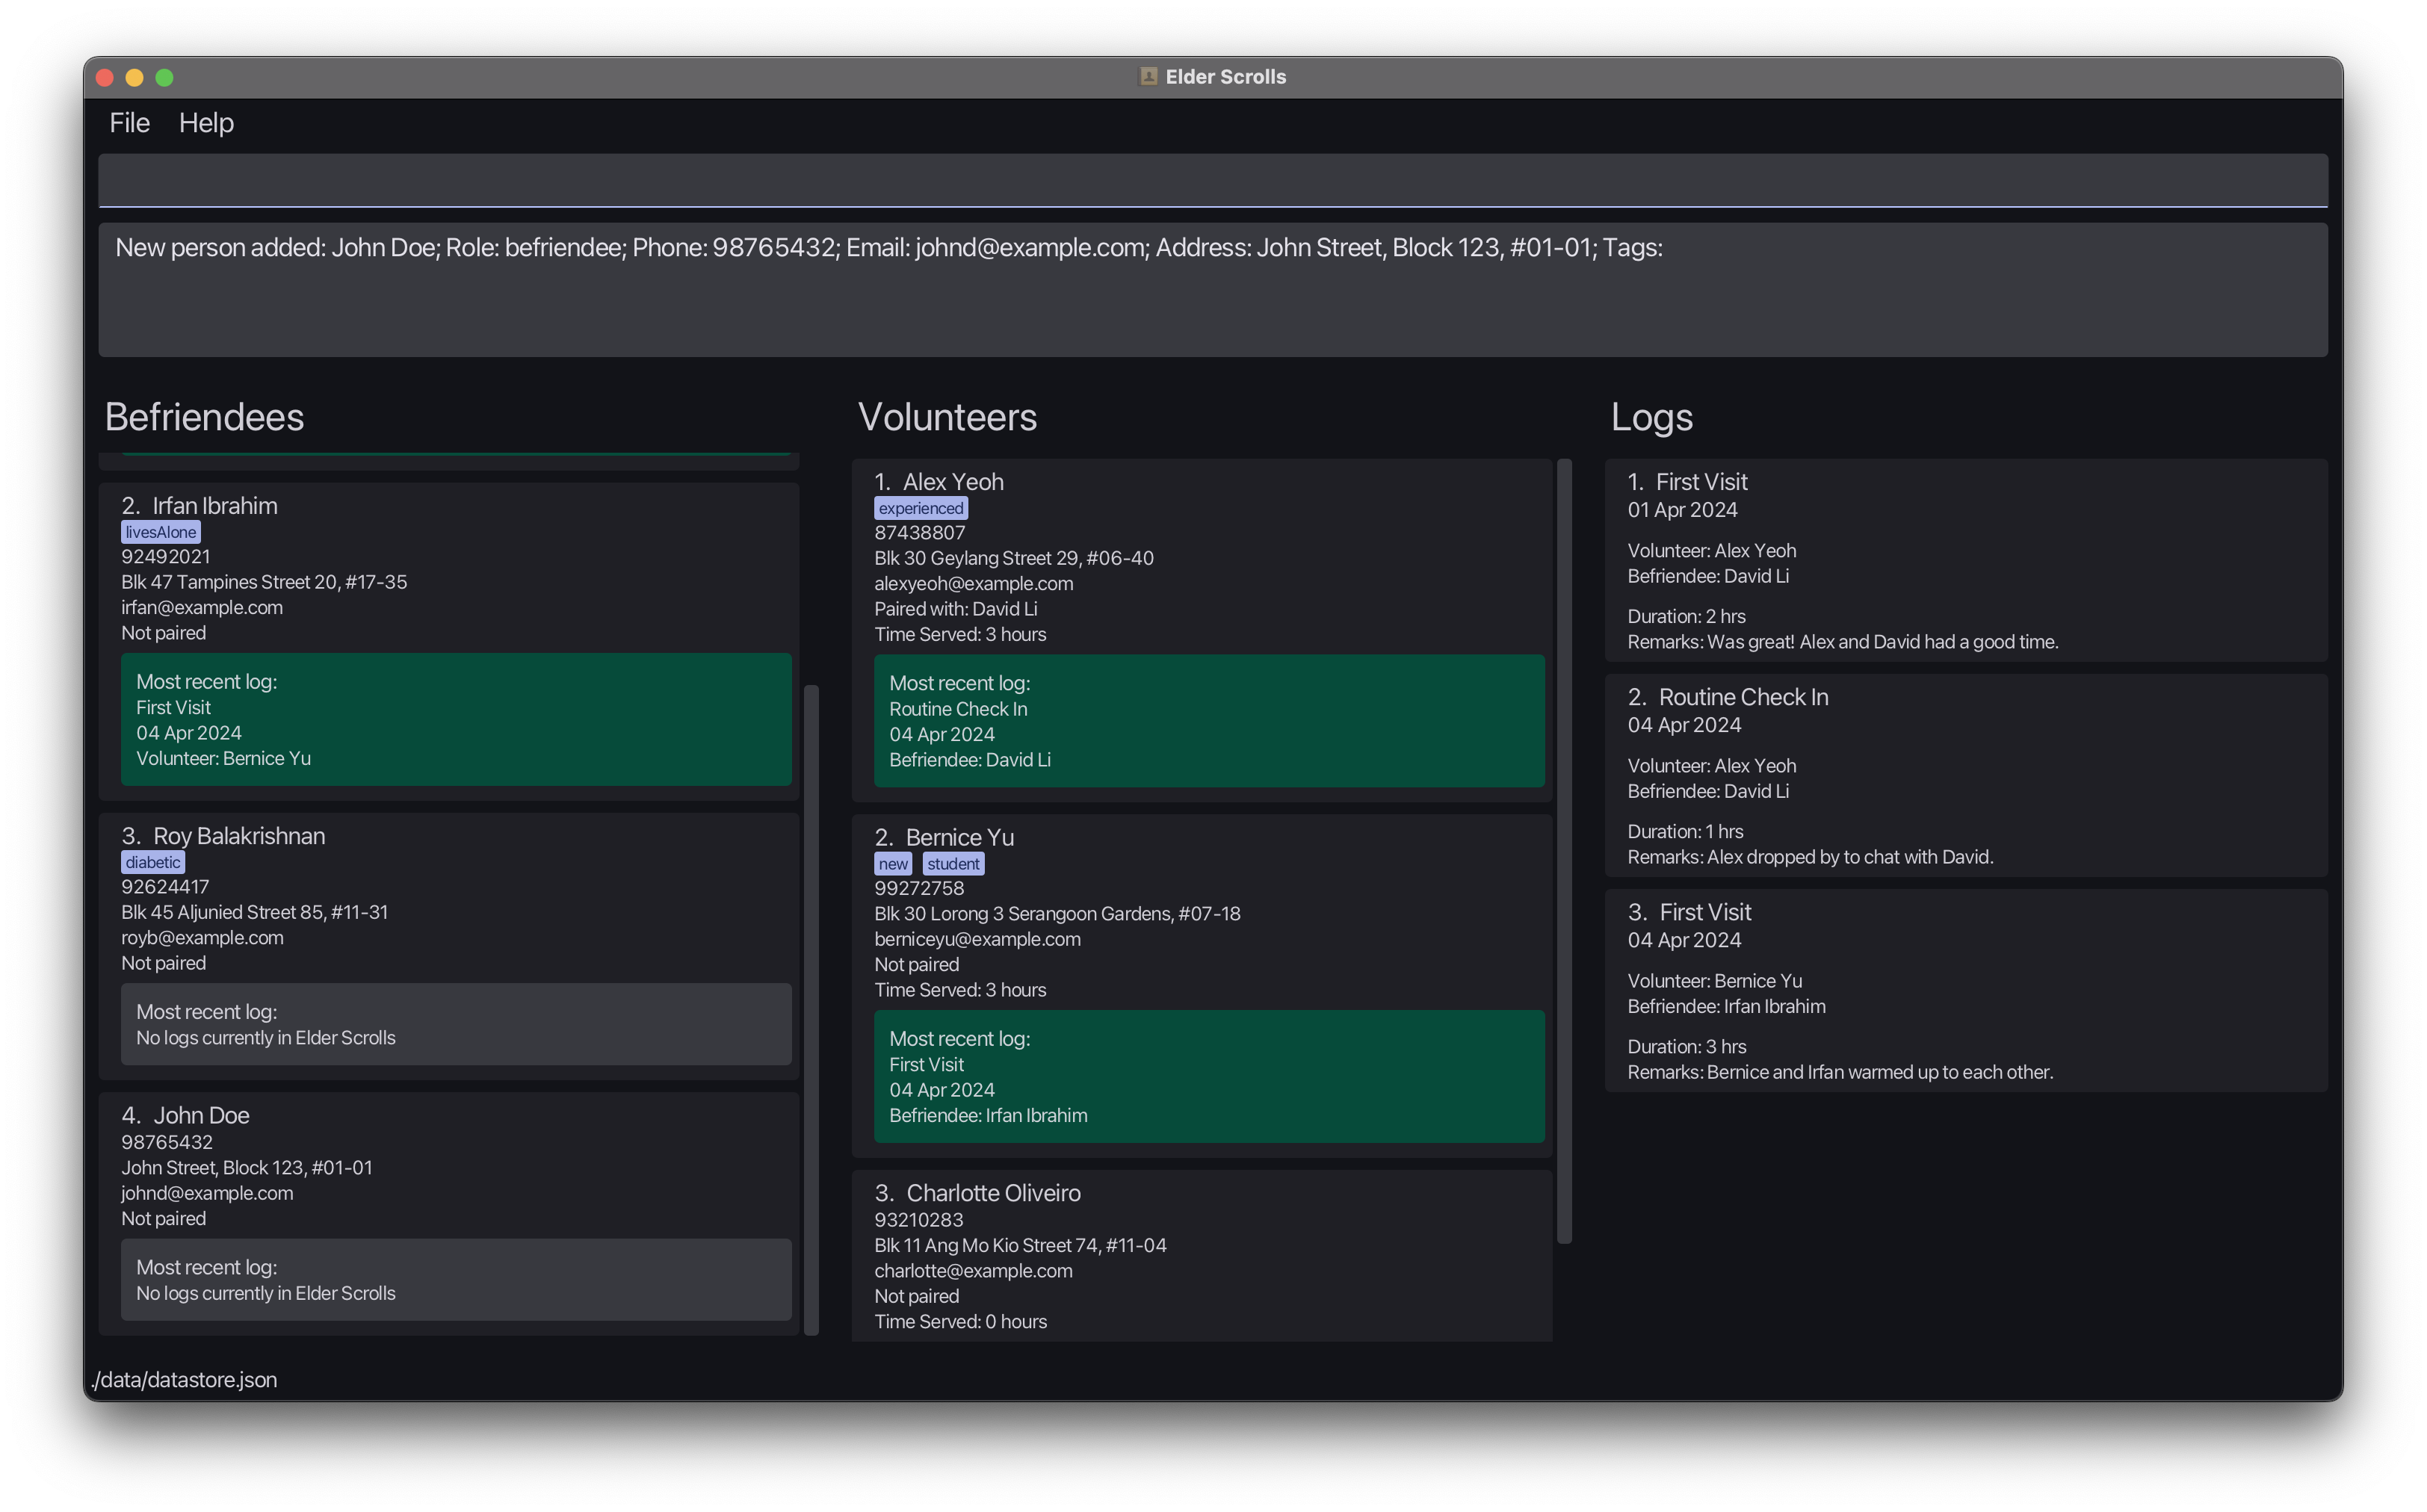 Elder Scrolls
File Help
New person added: John Doe; Role: befriendee; Phone: 98765432; Email: johnd@example.com; Address: John Street, Block 123, #01-01; Tags:
Befriendees
2. Irfan Ibrahim
livesAlone
92492021
Blk 47 Tampines Street 20, #17-35
irfan@example.com
Not paired
Most recent log:
First Visit
04 Apr 2024
Volunteer: Bernice Yu
3. Roy Balakrishnan
diabetic
92624417
Blk 45 Aljunied Street 85, #11-31
royb@example.com
Not paired
Most recent log:
No logs currently in Elder Scrolls
4. John Doe
98765432
John Street, Block 123, #01-01
johnd@example.com
Not paired
Most recent log:
No logs currently in Elder Scrolls
Volunteers
1. Alex Yeoh
experienced
87438807
Blk 30 Geylang Street 29, #06-40
alexyeoh@example.com
Paired with: David Li
Time Served: 3 hours
Most recent log:
Routine Check In
04 Apr 2024
Befriendee: David Li
2. Bernice Yu
new student
99272758
Blk 30 Lorong 3 Serangoon Gardens, #07-18
berniceyu@example.com
Not paired
Time Served: 3 hours
Most recent log:
First Visit
04 Apr 2024
Befriendee: Irfan Ibrahim
3. Charlotte Oliveiro
93210283
Blk 11 Ang Mo Kio Street 74, #11-04
charlotte@example.com
Not paired
Time Served: 0 hours
Logs
1. First Visit
01 Apr 2024
Volunteer: Alex Yeoh
Befriendee: David Li
Duration: 2 hrs
Remarks: Was great! Alex and David had a good time.
2. Routine Check In
04 Apr 2024
Volunteer: Alex Yeoh
Befriendee: David Li
Duration: 1 hrs
Remarks: Alex dropped by to chat with David.
3. First Visit
04 Apr 2024
Volunteer: Bernice Yu
Befriendee: Irfan Ibrahim
Duration: 3 hrs
Remarks: Bernice and Irfan warmed up to each other.
./data/datastore.json